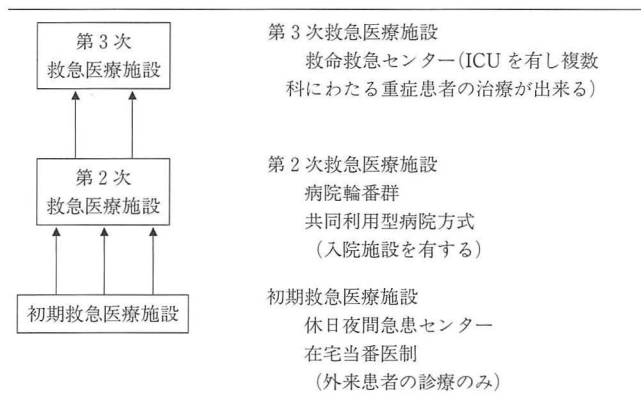 第3次
救急医療施設
第3次救急医療施設
救命救急センター(ICUを有し複数
科にわたる重症患者の治療が出来る)
第2次
救急医療施設
第2次救急医療施設
病院輪番群
共同利用型病院方式
(入院施設を有する)
初期救急医療施設
初期救急医療施設
休日夜間急患センター
在宅当番医制
(外来患者の診療のみ)